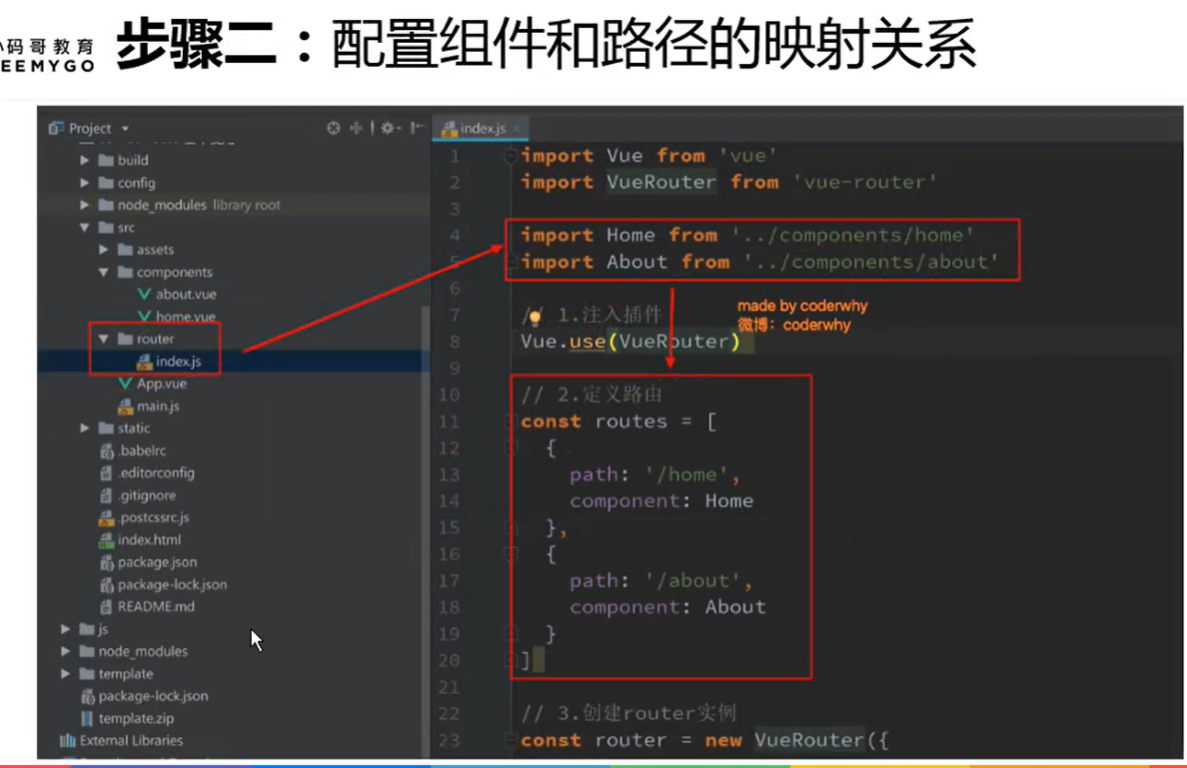 码哥教育
EEMYGO
步骤二：配置组件和路径的映射关系
Project
build
config
node_modules library root
src
assets
components
about.vue
home.vue
router
index.js
App.vue
main.js
static
.babelrc
.editorconfig
.gitignore
.postcssrc.js
index.html
package.json
package-lock.json
README.md
js
node_modules
template
package-lock.json
template.zip
External Libraries
index.js
1 import Vue from 'vue'
2 import VueRouter from 'vue-router'
3
4 import Home from '../components/home'
5 import About from '../components/about'
6
7 // 1.注入插件
8 Vue.use(VueRouter)
9
10 // 2.定义路由
11 const routes = [
12 {
13 path: '/home',
14 component: Home
15 },
16 {
17 path: '/about',
18 component: About
19 }
20 ]
21
22 // 3.创建router实例
23 const router = new VueRouter({
made by coderwhy
微博：coderwhy